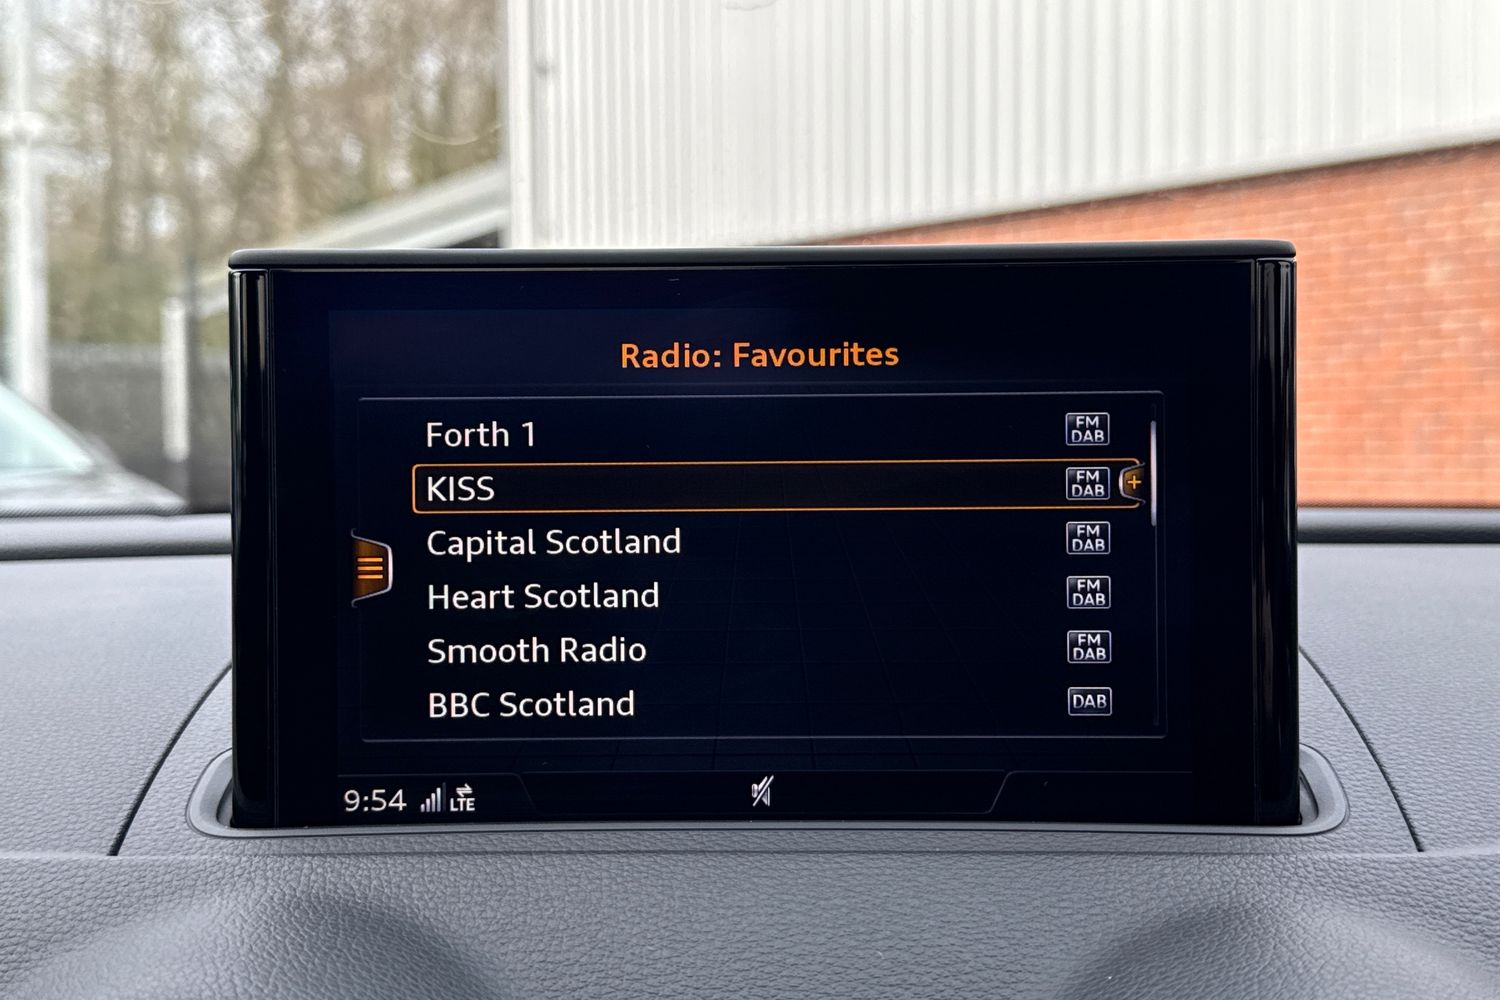 Radio: Favourites
Forth 1 FM DAB
KISS FM DAB +
Capital Scotland FM DAB
Heart Scotland FM DAB
Smooth Radio FM DAB
BBC Scotland DAB
9:54 LTE